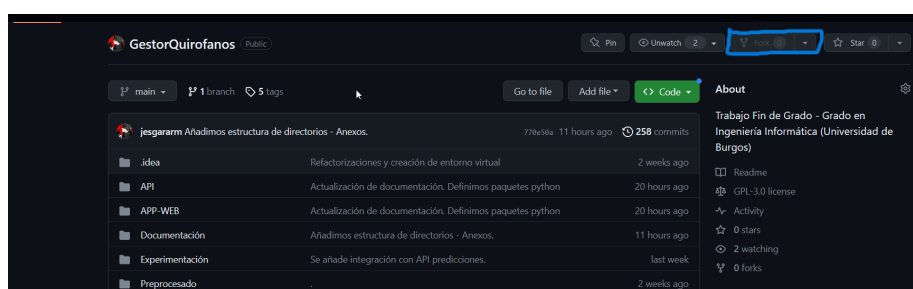 GestorQuirofanos Public
Pin
Unwatch 2
Fork 0
Star 0
main
1 branch
5 tags
Go to file
Add file
<> Code
jesgararm Añadimos estructura de directorios - Anexos.
770e50a 11 hours ago
258 commits
.idea
Refactorizaciones y creación de entorno virtual
2 weeks ago
API
Actualización de documentación. Definimos paquetes python
20 hours ago
APP-WEB
Actualización de documentación. Definimos paquetes python
20 hours ago
Documentación
Añadimos estructura de directorios - Anexos.
11 hours ago
Experimentación
Se añade integración con API predicciones.
last week
Preprocesado
.
2 weeks ago
About
Trabajo Fin de Grado - Grado en
Ingeniería Informática (Universidad de
Burgos)
Readme
GPL-3.0 license
Activity
0 stars
2 watching
0 forks